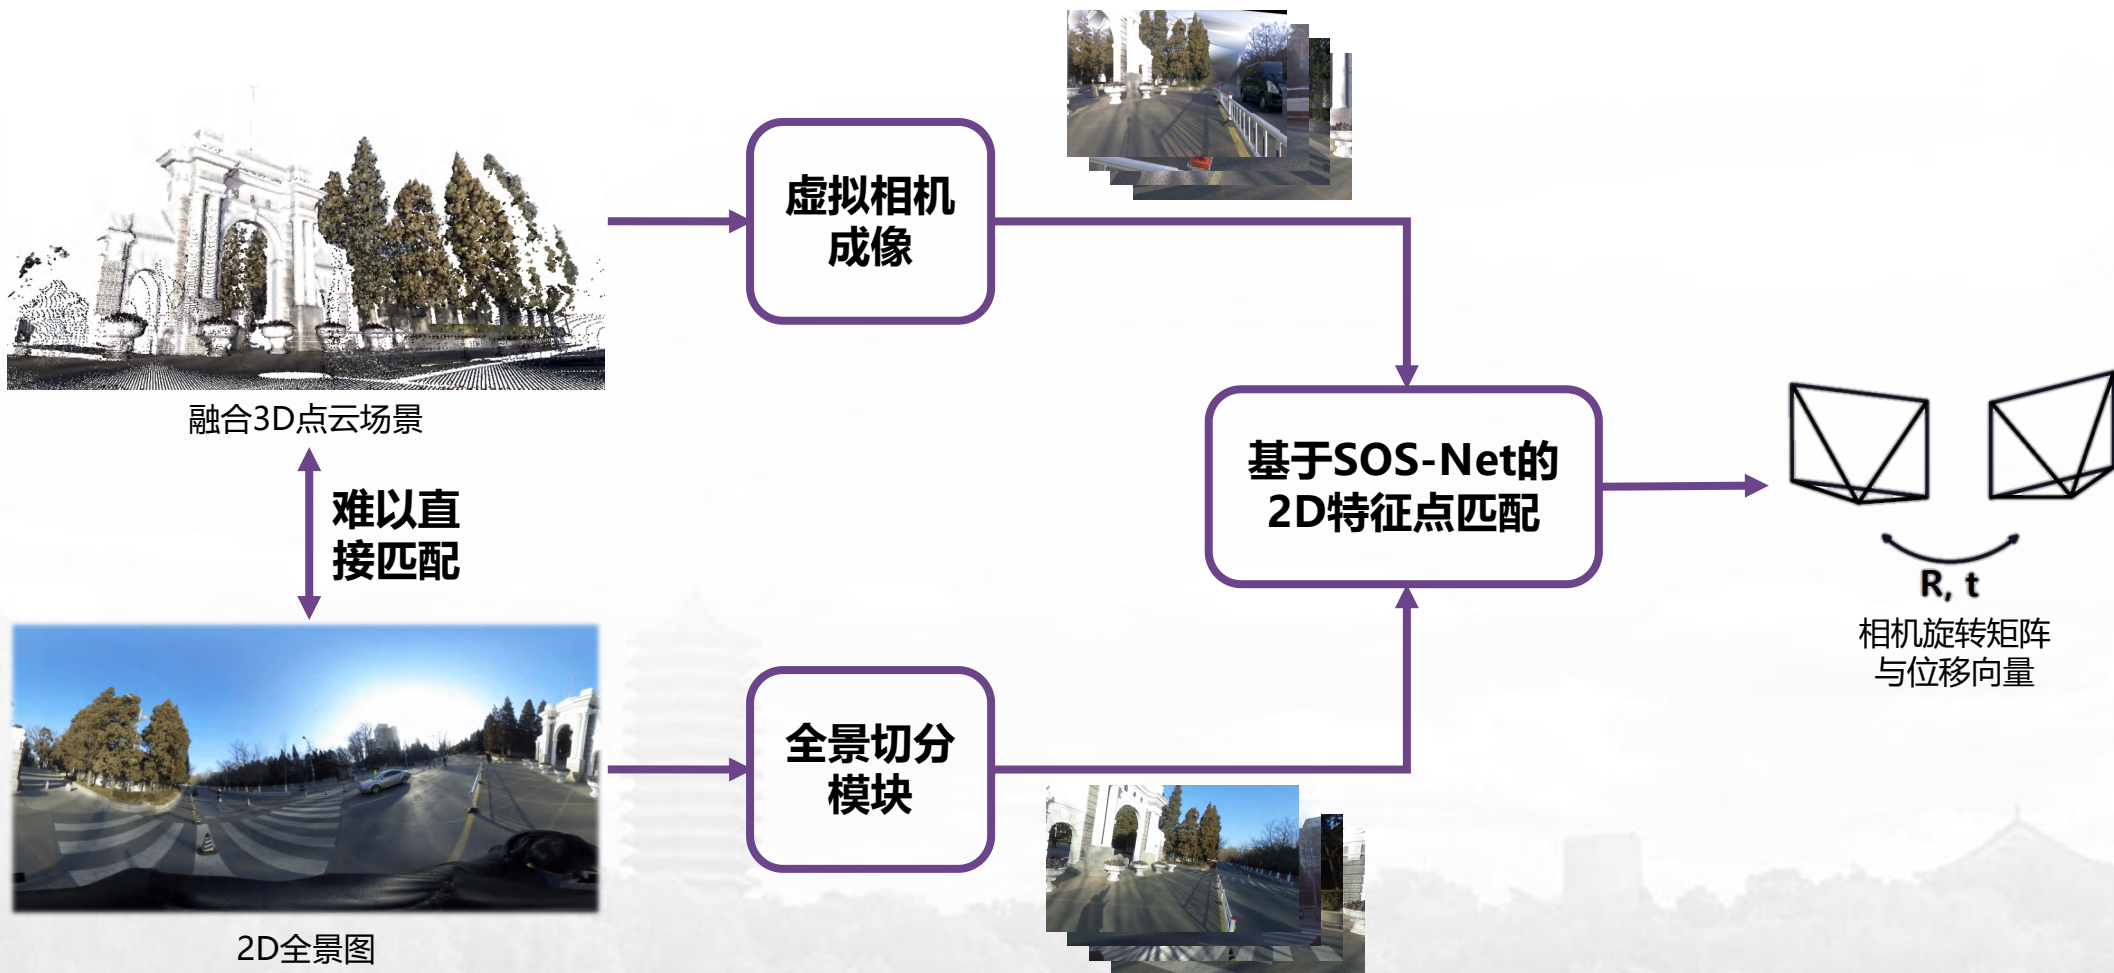 虚拟相机
成像
融合3D点云场景
难以直
接匹配
基于SOS-Net的
2D特征点匹配
R, t
相机旋转矩阵
与位移向量
全景切分
模块
2D全景图